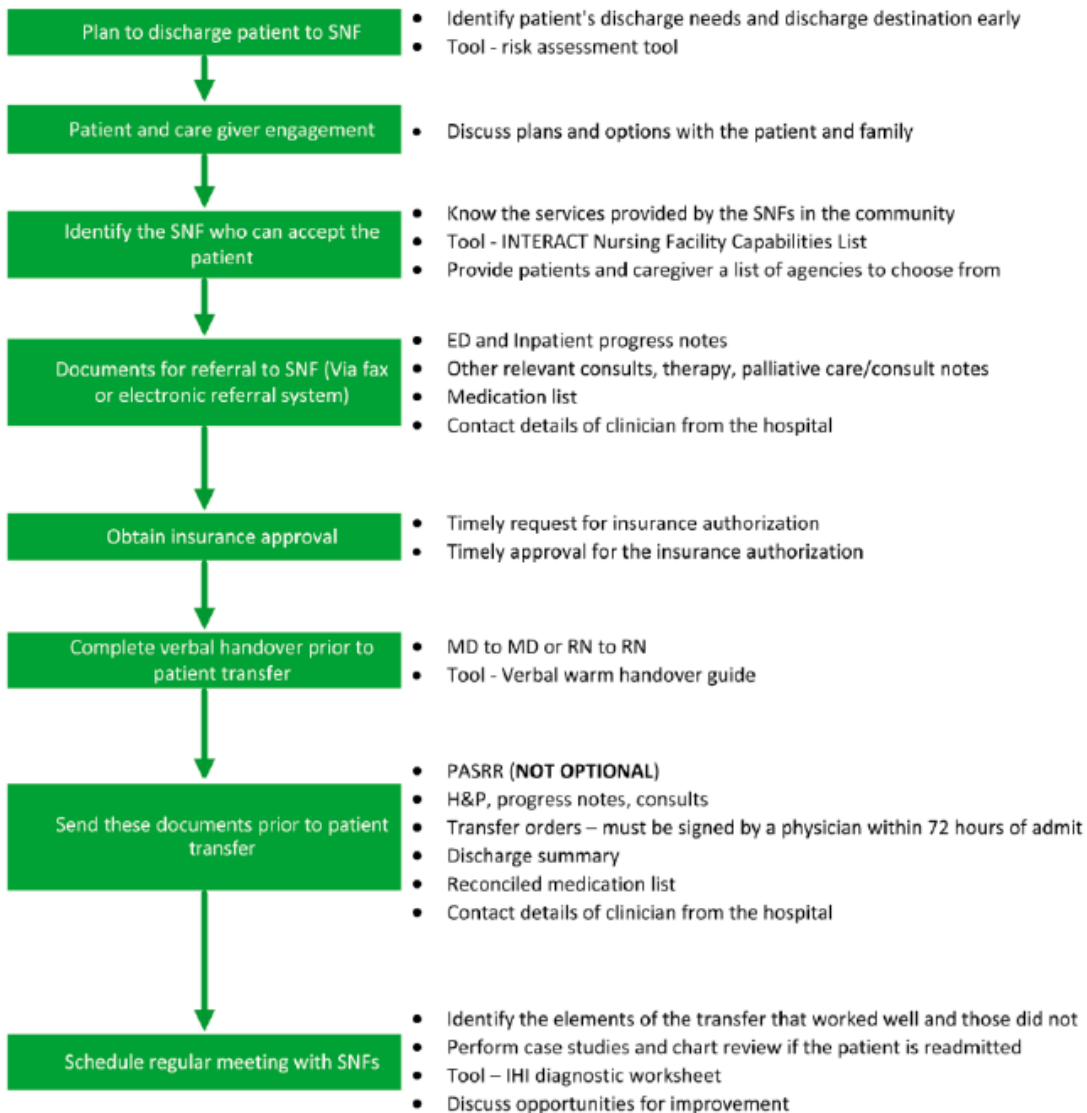 Plan to discharge patient to SNF
• Identify patient's discharge needs and discharge destination early
• Tool - risk assessment tool
Patient and care giver engagement
• Discuss plans and options with the patient and family
Identify the SNF who can accept the
patient
• Know the services provided by the SNFs in the community
• Tool - INTERACT Nursing Facility Capabilities List
• Provide patients and caregiver a list of agencies to choose from
Documents for referral to SNF (Via fax
or electronic referral system)
• ED and Inpatient progress notes
• Other relevant consults, therapy, palliative care/consult notes
• Medication list
• Contact details of clinician from the hospital
Obtain insurance approval
• Timely request for insurance authorization
• Timely approval for the insurance authorization
Complete verbal handover prior to
patient transfer
• MD to MD or RN to RN
• Tool - Verbal warm handover guide
Send these documents prior to patient
transfer
• PASRR (NOT OPTIONAL)
• H&P, progress notes, consults
• Transfer orders – must be signed by a physician within 72 hours of admit
• Discharge summary
• Reconciled medication list
• Contact details of clinician from the hospital
Schedule regular meeting with SNFs
• Identify the elements of the transfer that worked well and those did not
• Perform case studies and chart review if the patient is readmitted
• Tool – IHI diagnostic worksheet
• Discuss opportunities for improvement